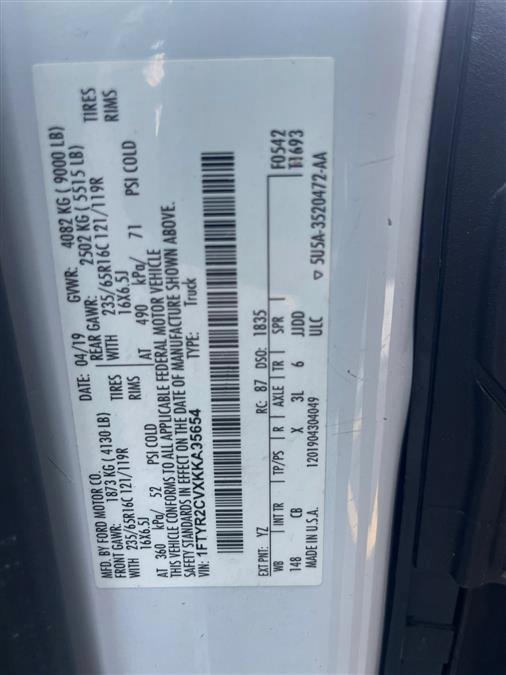 MFD. BY FORD MOTOR CO.
DATE: 04/19 GVWR: 4082 KG ( 9000 LB)
FRONT GAWR: 1873 KG ( 4130 LB) REAR GAWR: 2502 KG ( 5515 LB)
WITH 235/65R16C 121/119R TIRES WITH 235/65R16C 121/119R TIRES
16X6.5J RIMS 16X6.5J RIMS
AT 360 kPa/ 52 PSI COLD AT 490 kPa/ 71 PSI COLD
THIS VEHICLE CONFORMS TO ALL APPLICABLE FEDERAL MOTOR VEHICLE
SAFETY STANDARDS IN EFFECT ON THE DATE OF MANUFACTURE SHOWN ABOVE.
VIN: 1FTYR2CVXKKA35654 TYPE: Truck
EXT PNT: YZ RC: 87 DSO: 1835 F0542
WB INT TR TP/PS R AXLE TR SPR T1693
148 CB X 3L 6 JJDD
MADE IN U.S.A. 1201904304049 ULC ▽ 5U5A-3520472-AA